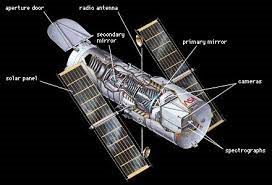 aperture door
radio antenna
secondary
mirror
primary mirror
solar panel
cameras
spectrographs